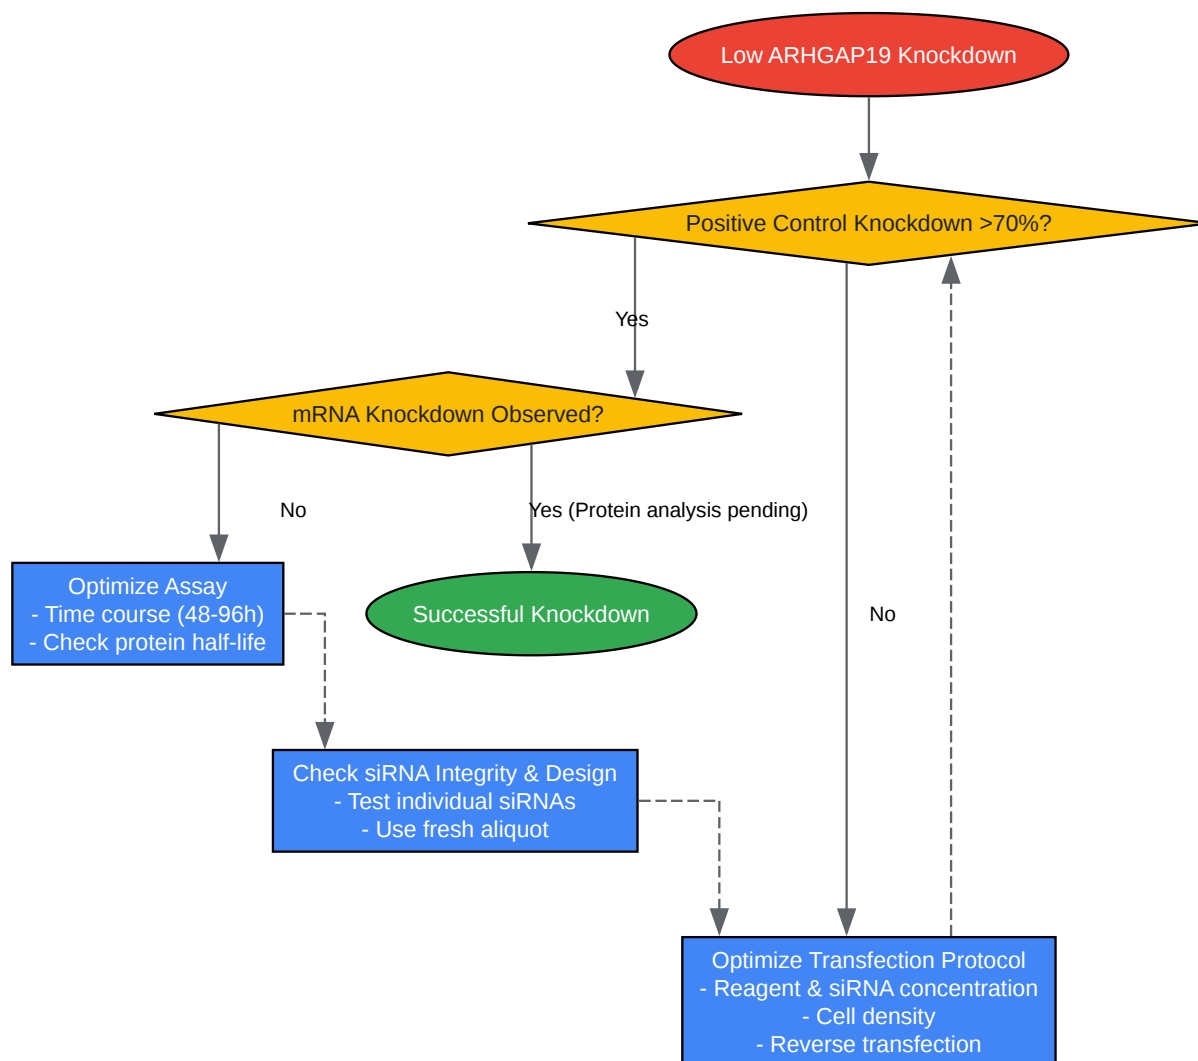 Low ARHGAP19 Knockdown
Positive Control Knockdown >70%?
Yes
mRNA Knockdown Observed?
No
Yes (Protein analysis pending)
Optimize Assay
- Time course (48-96h)
- Check protein half-life
Successful Knockdown
No
Check siRNA Integrity & Design
- Test individual siRNAs
- Use fresh aliquot
Optimize Transfection Protocol
- Reagent & siRNA concentration
- Cell density
- Reverse transfection